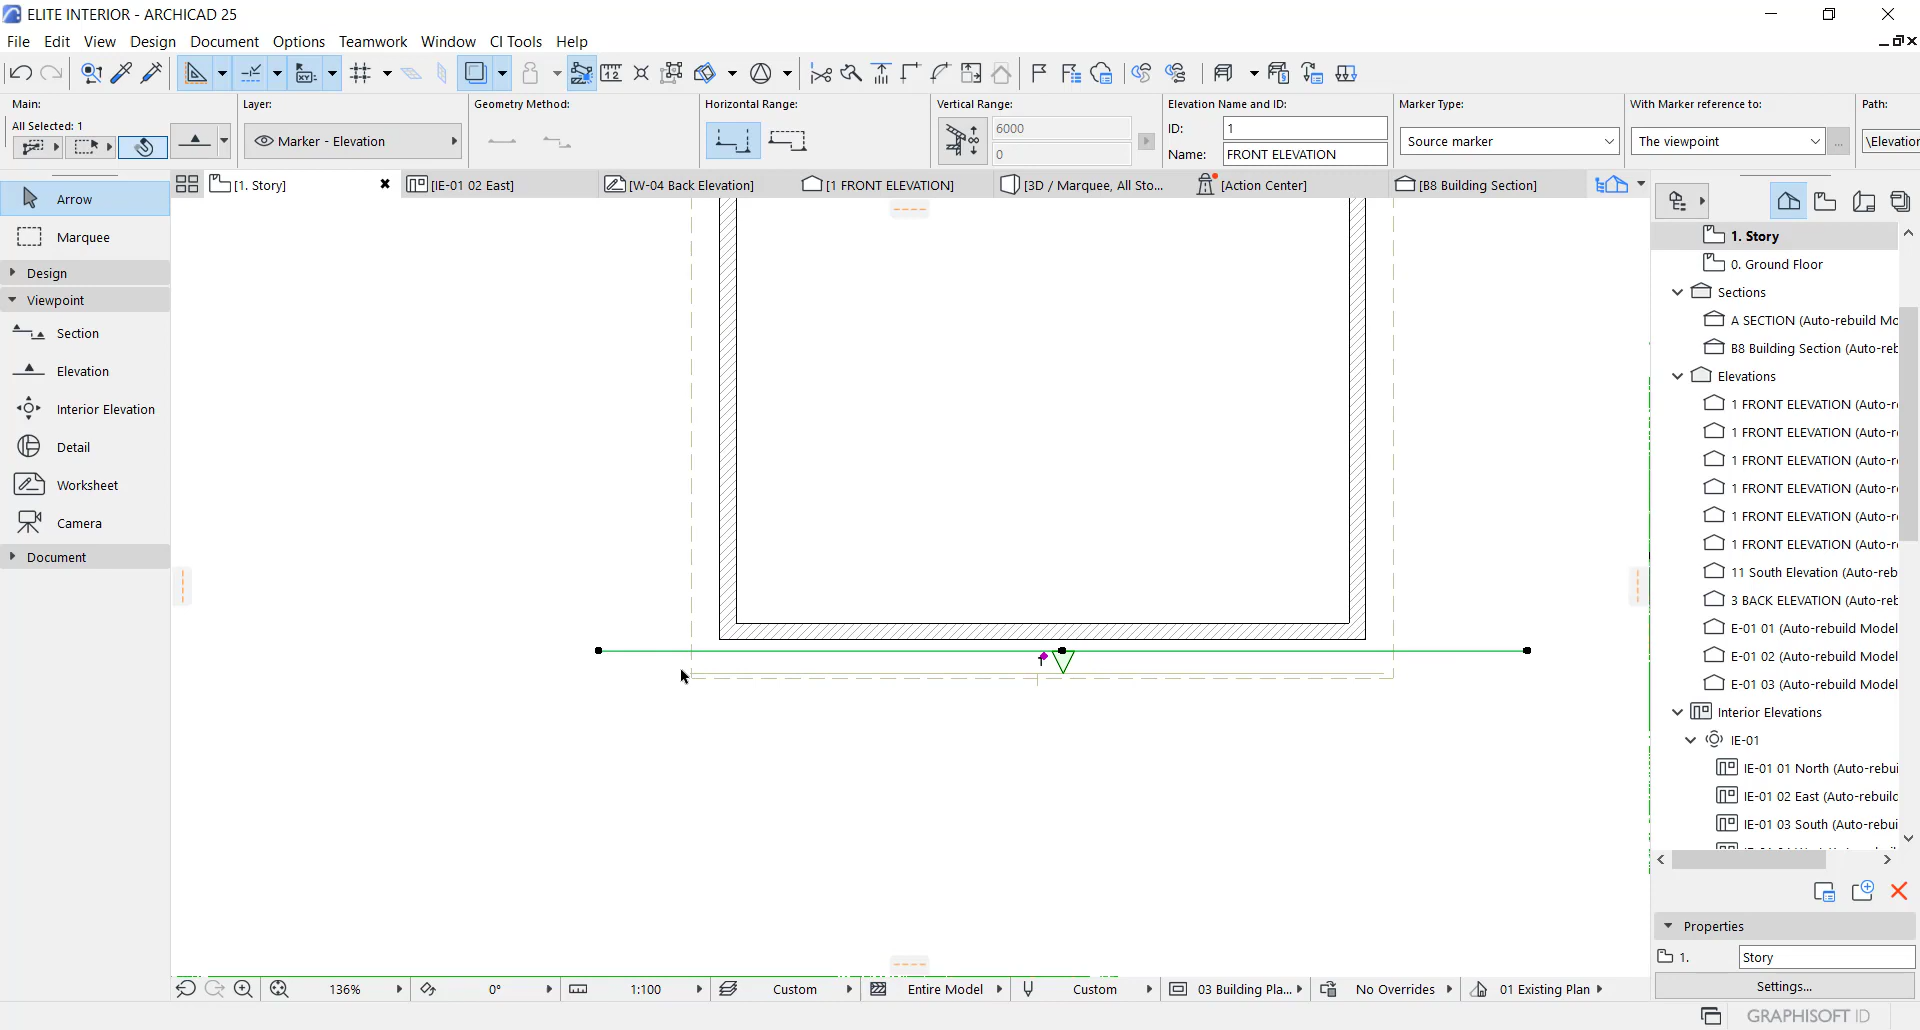 ELITE INTERIOR - ARCHICAD 25
File Edit View Design Document Options Teamwork Window CI Tools Help
Main: Layer: Geometry Method: Horizontal Range: Vertical Range: Elevation Name and ID: Marker Type: With Marker reference to: Path:
All Selected: 1
Marker - Elevation
6000
0
ID: 1
Name: FRONT ELEVATION
Source marker
The viewpoint
...
\Elevation
[1. Story] [IE-01 02 East] [W-04 Back Elevation] [1 FRONT ELEVATION] [3D / Marquee, All Sto... [Action Center] [B8 Building Section]
Arrow
Marquee
Design
Viewpoint
Section
Elevation
Interior Elevation
Detail
Worksheet
Camera
Document
1
1. Story
0. Ground Floor
Sections
A SECTION (Auto-rebuild Mo
B8 Building Section (Auto-reb
Elevations
1 FRONT ELEVATION (Auto-r
1 FRONT ELEVATION (Auto-r
1 FRONT ELEVATION (Auto-r
1 FRONT ELEVATION (Auto-r
1 FRONT ELEVATION (Auto-r
1 FRONT ELEVATION (Auto-r
11 South Elevation (Auto-reb
3 BACK ELEVATION (Auto-reb
E-01 01 (Auto-rebuild Model
E-01 02 (Auto-rebuild Model
E-01 03 (Auto-rebuild Model
Interior Elevations
IE-01
IE-01 01 North (Auto-rebui
IE-01 02 East (Auto-rebuild
IE-01 03 South (Auto-rebui
Properties
1. Story
Settings...
136% 0° 1:100 Custom Entire Model Custom 03 Building Pla... No Overrides 01 Existing Plan
GRAPHISOFT ID